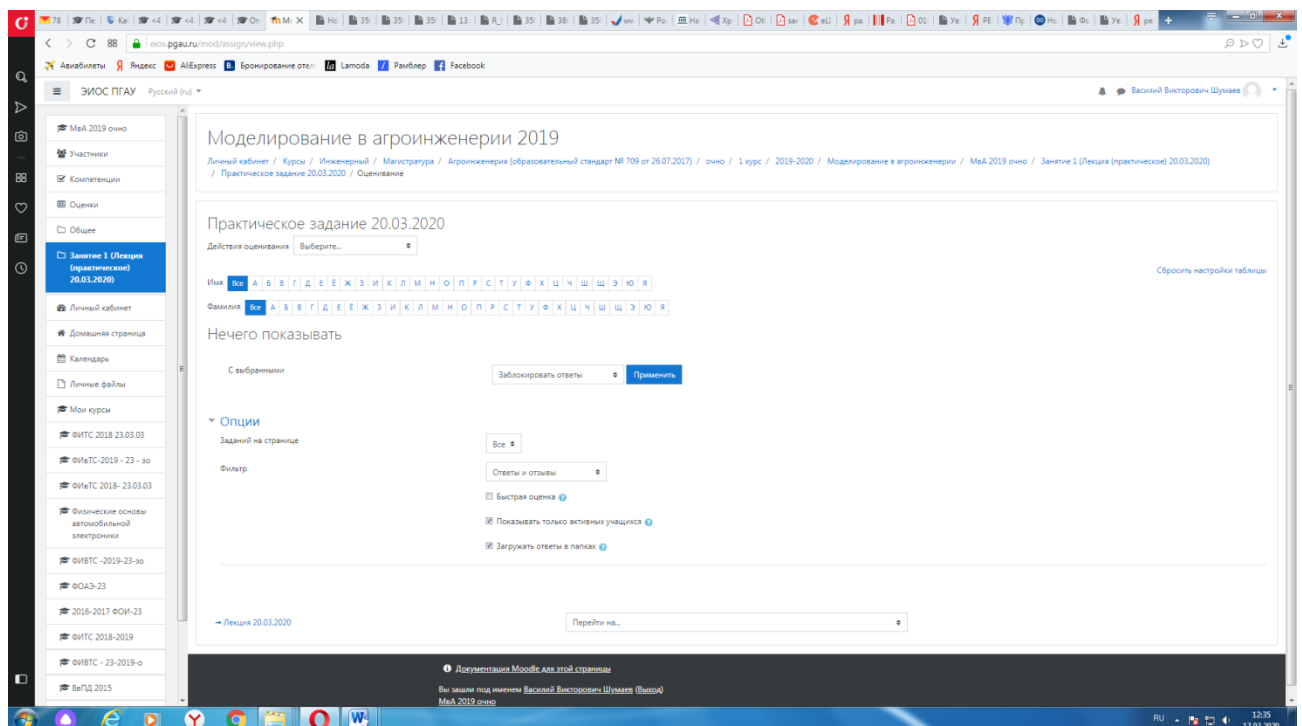 eios.pgau.ru/mod/assign/view.php
Авиабилеты Яндекс AliExpress Бронирование отел Lamoda Рамблер Facebook
ЭИОС ПГАУ Русский (ru)
Василий Викторович Шумаев
МвА 2019 очно
Участники
Компетенции
Оценки
Общее
Занятие 1 (Лекция
(практическое)
20.03.2020)
Личный кабинет
Домашняя страница
Календарь
Личные файлы
Мои курсы
ФИТС 2018 23.03.03
ФИвТС-2019 - 23 - зо
ФИвТС 2018- 23.03.03
Физические основы
автомобильной
электроники
ФИВТС -2019-23-зо
ФОАЭ-23
2016-2017 ФОИ-23
ФИТС 2018-2019
ФИВТС - 23-2019-о
ВвПД 2015
Моделирование в агроинженерии 2019
Личный кабинет / Курсы / Инженерный / Магистратура / Агроинженерия (образовательный стандарт № 709 от 26.07.2017) / очно / 1 курс / 2019-2020 / Моделирование в агроинженерии / МвА 2019 очно / Занятие 1 (Лекция (практическое) 20.03.2020)
/ Практическое задание 20.03.2020 / Оценивание
Практическое задание 20.03.2020
Действия оценивания Выберите...
Сбросить настройки таблицы
Имя Все А Б В Г Д Е Ё Ж З И К Л М Н О П Р С Т У Ф Х Ц Ч Ш Щ Э Ю Я
Фамилия Все А Б В Г Д Е Ё Ж З И К Л М Н О П Р С Т У Ф Х Ц Ч Ш Щ Э Ю Я
Нечего показывать
С выбранными Заблокировать ответы Применить
Опции
Заданий на странице Все
Фильтр Ответы и отзывы
Быстрая оценка
Показывать только активных учащихся
Загружать ответы в папках
Лекция 20.03.2020 Перейти на...
Документация Moodle для этой страницы
Вы зашли под именем Василий Викторович Шумаев (Выход)
МвА 2019 очно
RU 12:35
17.03.2020